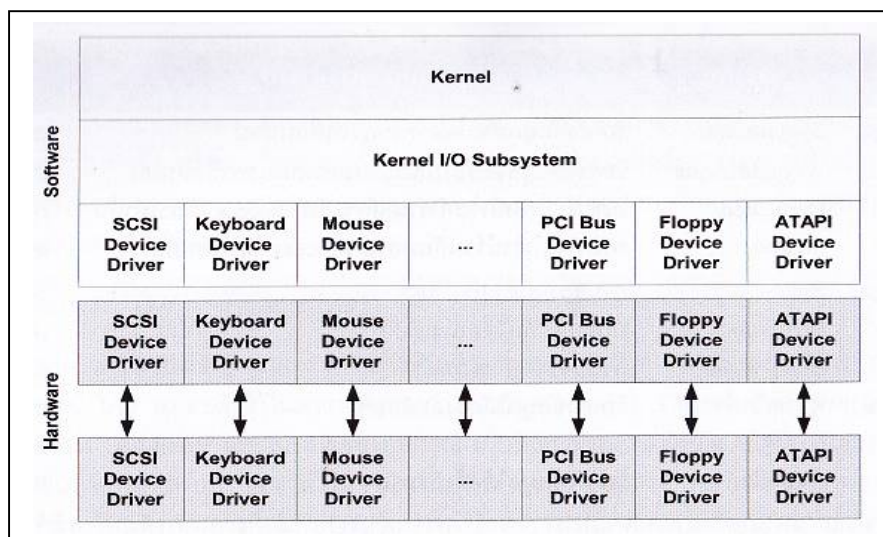 Kernel
Software
Kernel I/O Subsystem
SCSI Device Driver
Keyboard Device Driver
Mouse Device Driver
...
PCI Bus Device Driver
Floppy Device Driver
ATAPI Device Driver
Hardware
SCSI Device Driver
Keyboard Device Driver
Mouse Device Driver
...
PCI Bus Device Driver
Floppy Device Driver
ATAPI Device Driver
SCSI Device Driver
Keyboard Device Driver
Mouse Device Driver
...
PCI Bus Device Driver
Floppy Device Driver
ATAPI Device Driver